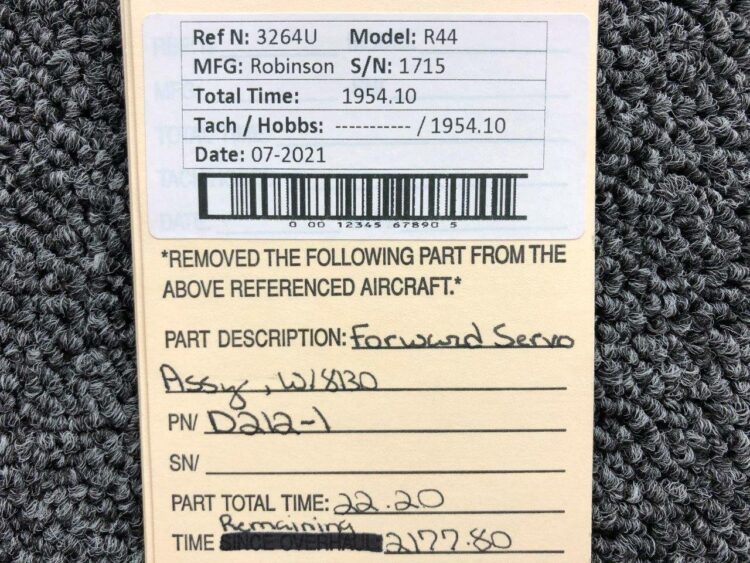 Ref N: 3264U Model: R44
MFG: Robinson S/N: 1715
Total Time: 1954.10
Tach / Hobbs: ----------- / 1954.10
Date: 07-2021
0 00 12345 67890 5
*REMOVED THE FOLLOWING PART FROM THE
ABOVE REFERENCED AIRCRAFT.*
PART DESCRIPTION: Forward Servo
Assy, W/8130
PN/ D212-1
SN/
PART TOTAL TIME: 22.20
Remaining
TIME SINCE OVERHAUL 2177.80